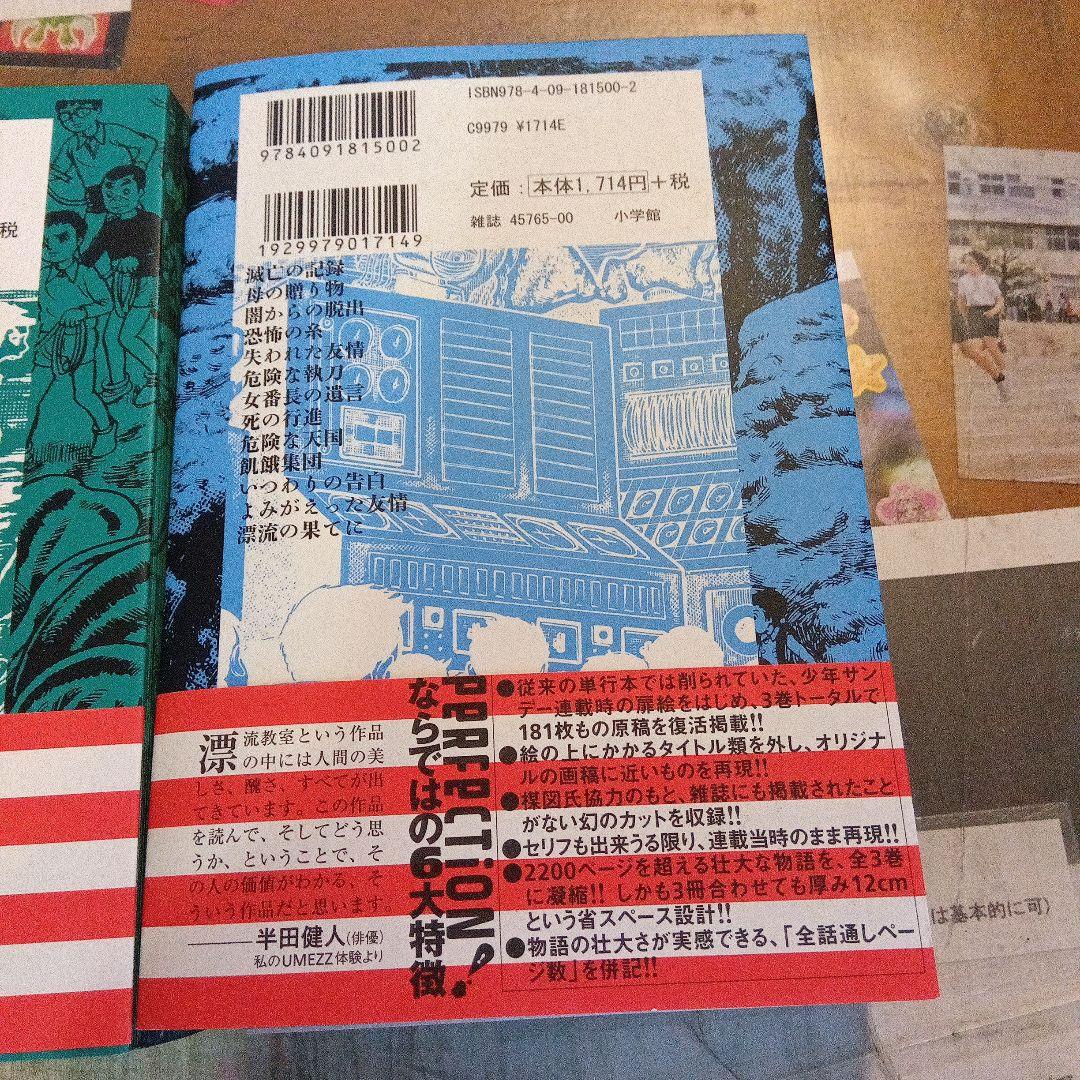 ISBN978-4-09-181500-2
9784091815002
C9979 ¥1714E
定価：本体1,714円＋税
雑誌 45765-00 小学館
1929979017149
滅亡の記録
母の贈り物
闇からの脱出
恐怖の糸
失われた友情
危険な執刀
女番長の遺言
死の行進
危険な天国
飢餓集団
いつわりの告白
よみがえった友情
漂流の果てに
税
漂流教室という作品
の中には人間の美
しさ、醜さ、すべてが出
てきています。この作品
を読んで、そしてどう思
うか、ということで、そ
の人の価値がわかる、そ
ういう作品だと思います。
――半田健人(俳優)
私のUMEZZ体験より
PERFECTION!
ならではの6大特徴
●従来の単行本では削られていた、少年サン
デー連載時の扉絵をはじめ、3巻トータルで
181枚もの原稿を復活掲載!!
●絵の上にかかるタイトル類を外し、オリジナ
ルの画稿に近いものを再現!!
●楳図氏協力のもと、雑誌にも掲載されたこと
がない幻のカットを収録!!
●セリフも出来うる限り、連載当時のまま再現!!
●2200ページを超える壮大な物語を、全3巻
に凝縮!! しかも3冊合わせても厚み12cm
という省スペース設計!!
●物語の壮大さが実感できる、「全話通しペー
ジ数」を併記!!
は基本的に可)